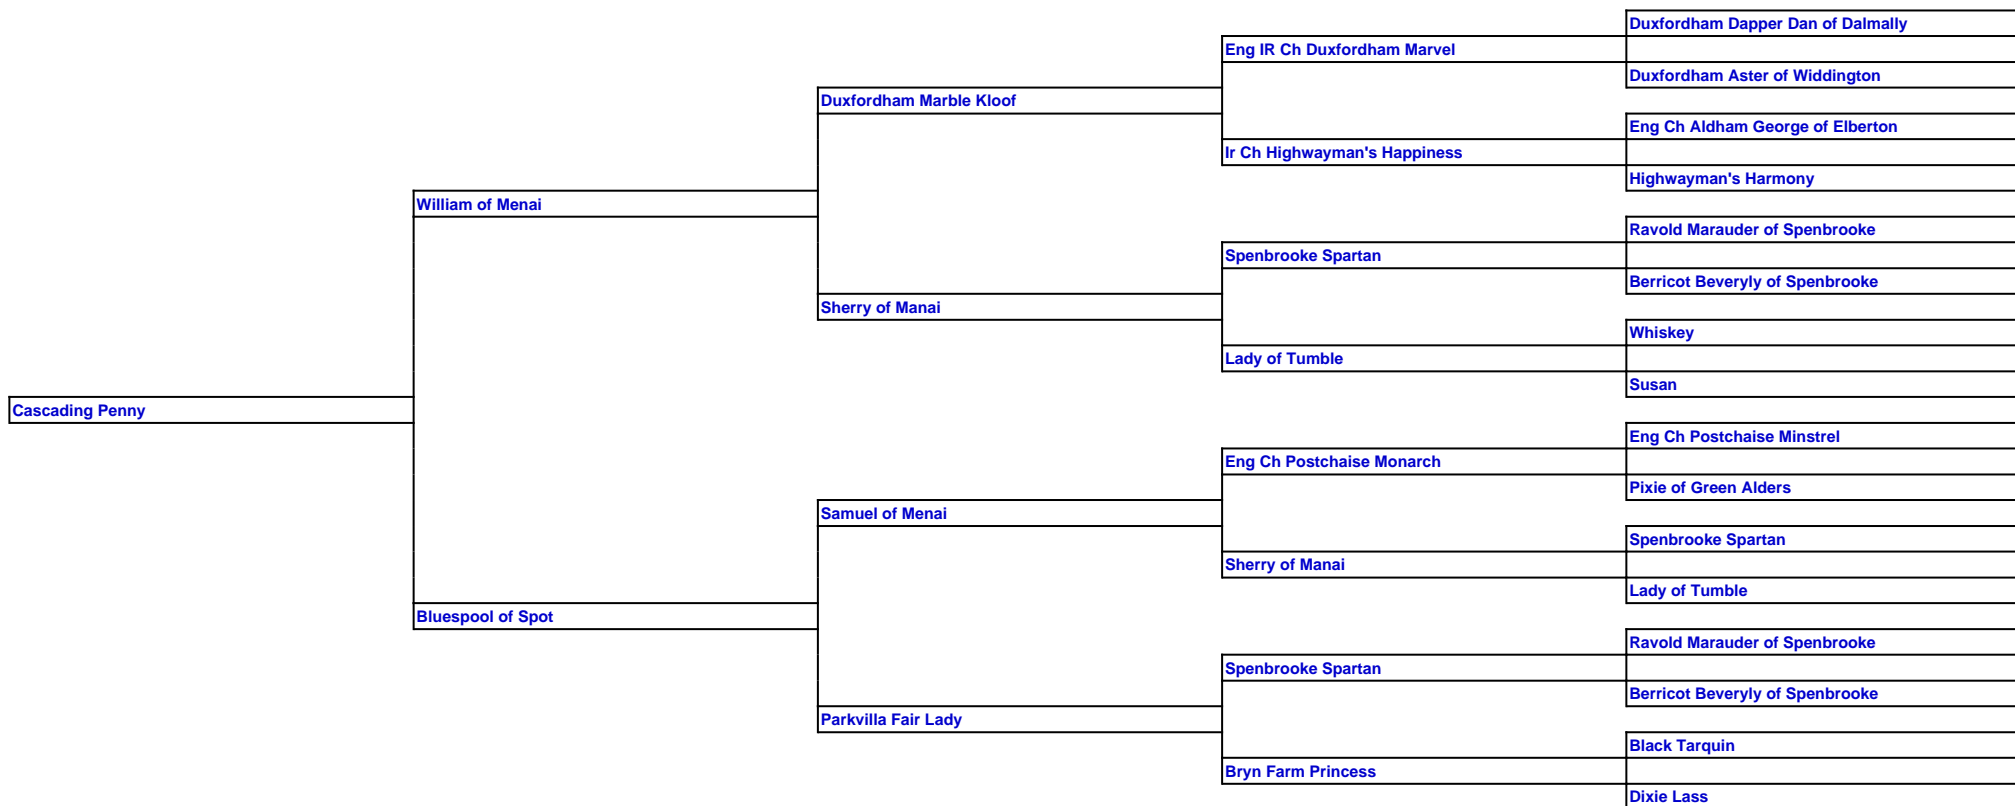 Duxfordham Dapper Dan of Dalmally
Eng IR Ch Duxfordham Marvel
Duxfordham Aster of Widdington
Duxfordham Marble Kloof
Eng Ch Aldham George of Elberton
Ir Ch Highwayman's Happiness
Highwayman's Harmony
William of Menai
Ravold Marauder of Spenbrooke
Spenbrooke Spartan
Berricot Beveryly of Spenbrooke
Sherry of Manai
Whiskey
Lady of Tumble
Susan
Cascading Penny
Eng Ch Postchaise Minstrel
Eng Ch Postchaise Monarch
Pixie of Green Alders
Samuel of Menai
Spenbrooke Spartan
Sherry of Manai
Lady of Tumble
Bluespool of Spot
Ravold Marauder of Spenbrooke
Spenbrooke Spartan
Berricot Beveryly of Spenbrooke
Parkvilla Fair Lady
Black Tarquin
Bryn Farm Princess
Dixie Lass